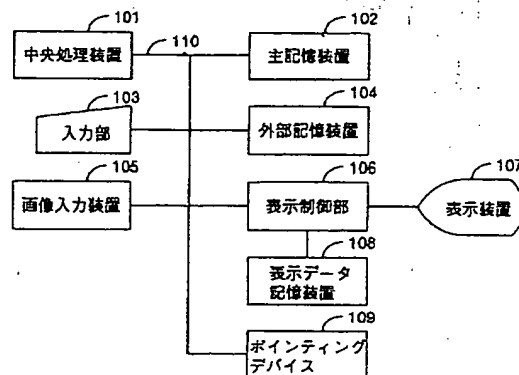 101
110
102
中央処理装置
主記憶装置
103
104
入力部
外部記憶装置
105
106
107
画像入力装置
表示制御部
表示装置
108
表示データ
記憶装置
109
ポインティング
デバイス